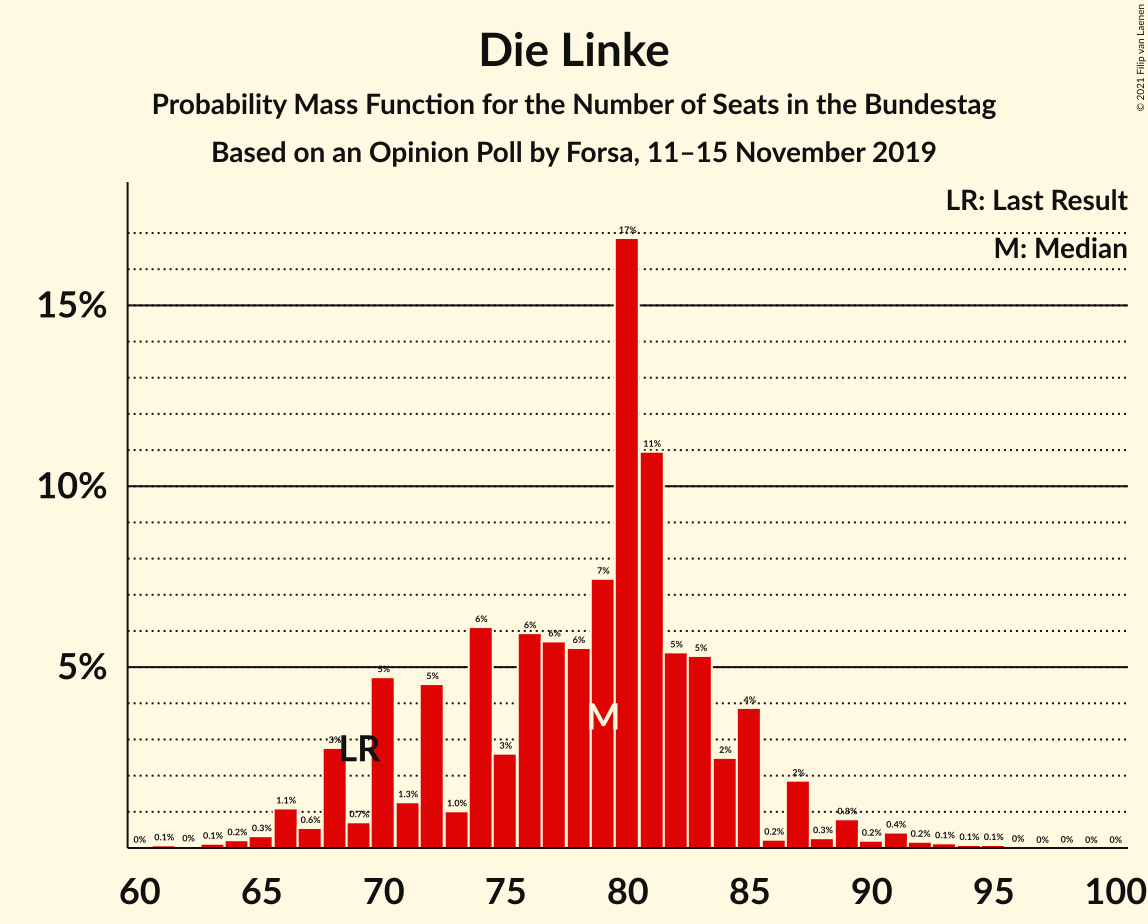 Die Linke
Probability Mass Function for the Number of Seats in the Bundestag
Based on an Opinion Poll by Forsa, 11–15 November 2019
© 2021 Filip van Laenen
LR: Last Result
M: Median
15%
10%
5%
0% 0.1% 0% 0.1% 0.2% 0.3% 1.1% 0.6% 3% 0.7% 5% 1.3% 5% 1.0% 6% 3% 6% 6% 6% 7% 17% 11% 5% 5% 2% 4% 0.2% 2% 0.3% 0.8% 0.2% 0.4% 0.2% 0.1% 0.1% 0.1% 0% 0% 0% 0% 0%
LR
M
60 65 70 75 80 85 90 95 100